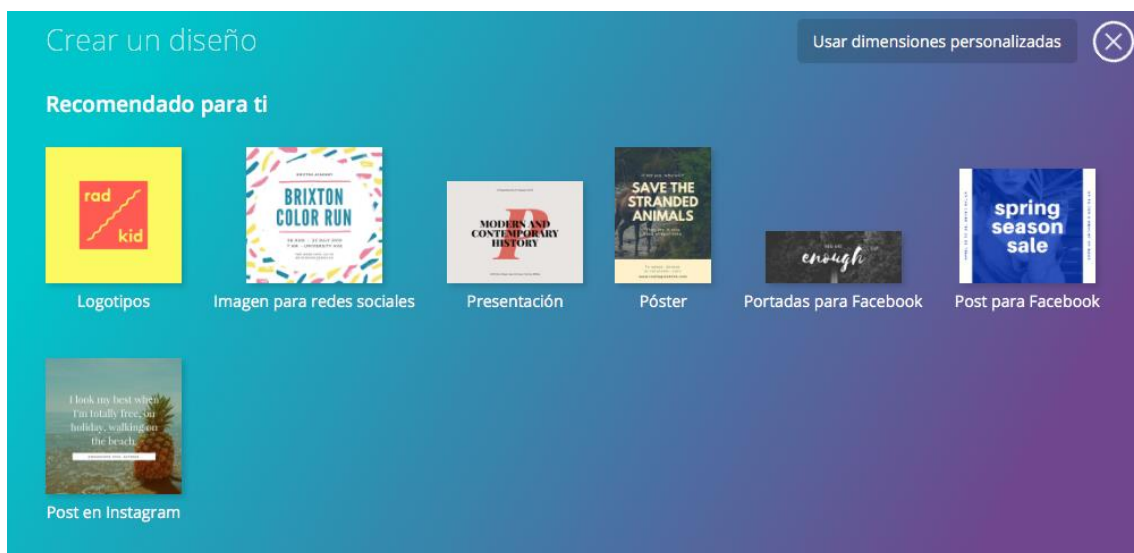 Crear un diseño
Usar dimensiones personalizadas
Recomendado para ti
rad
kid
BRIXTON
COLOR RUN
MODERN AND
CONTEMPORARY
HISTORY
SAVE THE
STRANDED
ANIMALS
enough
spring
season
sale
Logotipos
Imagen para redes sociales
Presentación
Póster
Portadas para Facebook
Post para Facebook
I look my best when
I'm totally free, on
holiday, walking on
the beach.
Post en Instagram